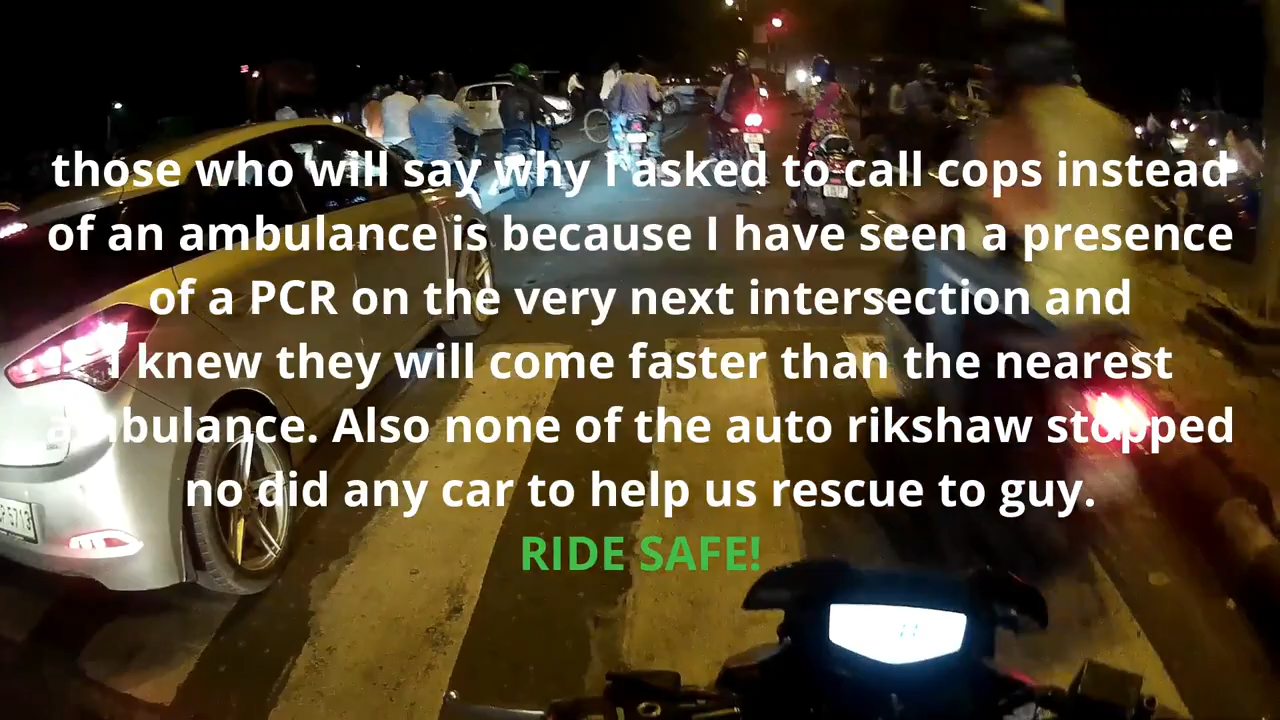 those who will say why I asked to call cops instead
of an ambulance is because I have seen a presence
of a PCR on the very next intersection and
I knew they will come faster than the nearest
ambulance. Also none of the auto rikshaw stopped
no did any car to help us rescue to guy.
RIDE SAFE!